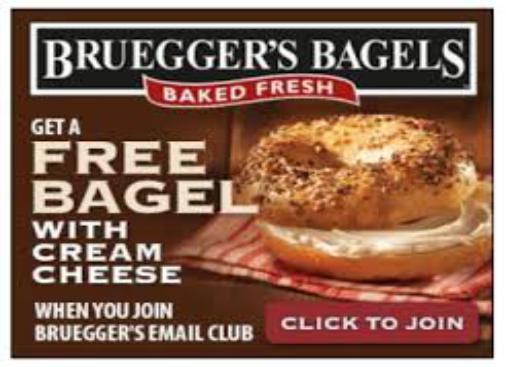 BRUEGGER'S BAGELS
BAKED FRESH
GET A
FREE
BAGEL
WITH
CREAM
CHEESE
WHEN YOU JOIN
BRUEGGER'S EMAIL CLUB
CLICK TO JOIN